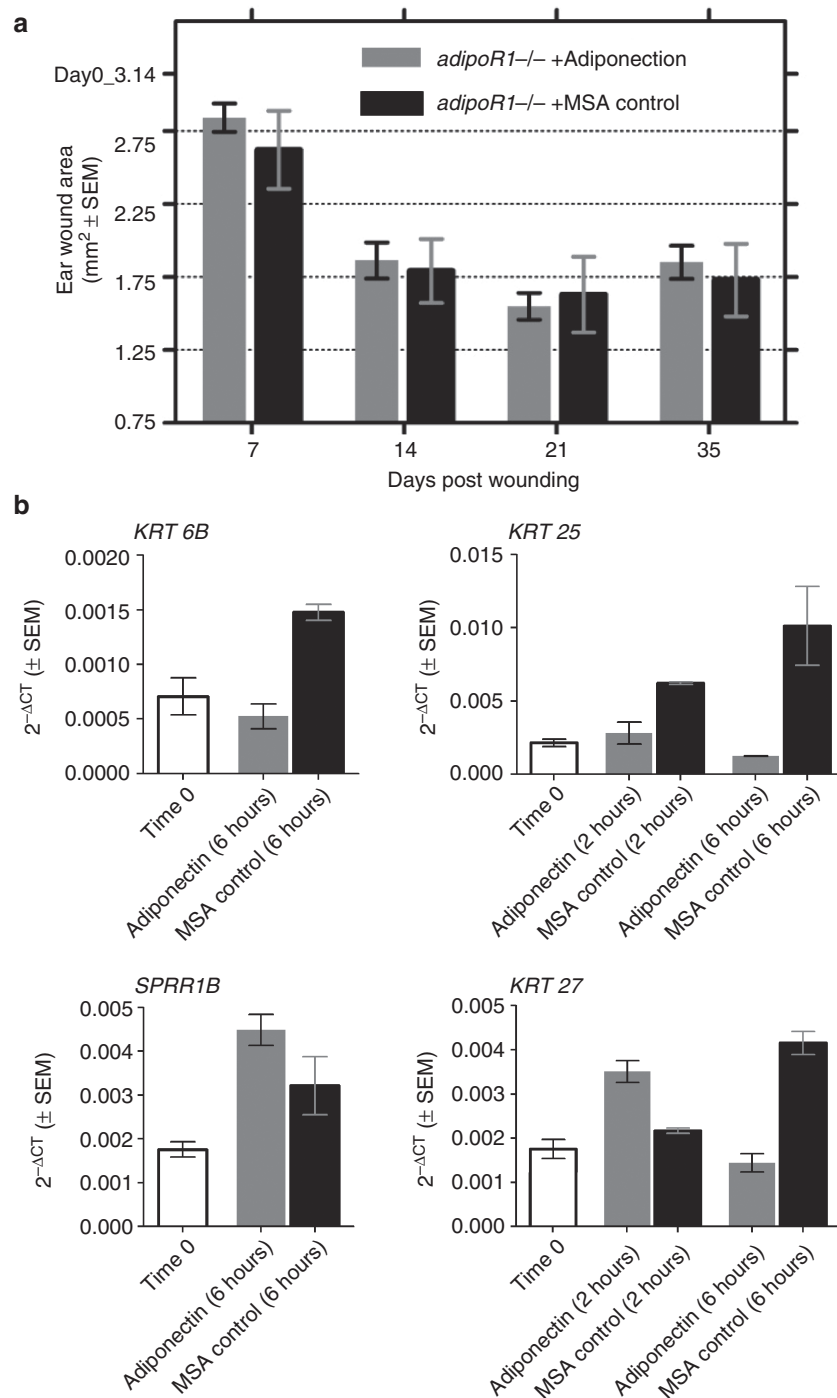 a
adipoR1–/– +Adiponection
adipoR1–/– +MSA control
Ear wound area
(mm² ± SEM)
Day0_3.14
2.75
2.25
1.75
1.25
0.75
7 14 21 35
Days post wounding
b
KRT 6B
2^–ΔCT (± SEM)
0.0020
0.0015
0.0010
0.0005
0.0000
Time 0
Adiponectin (6 hours)
MSA control (6 hours)
KRT 25
2^–ΔCT (± SEM)
0.015
0.010
0.005
0.000
Time 0
Adiponectin (2 hours)
MSA control (2 hours)
Adiponectin (6 hours)
MSA control (6 hours)
SPRR1B
2^–ΔCT (± SEM)
0.005
0.004
0.003
0.002
0.001
0.000
Time 0
Adiponectin (6 hours)
MSA control (6 hours)
KRT 27
2^–ΔCT (± SEM)
0.005
0.004
0.003
0.002
0.001
0.000
Time 0
Adiponectin (2 hours)
MSA control (2 hours)
Adiponectin (6 hours)
MSA control (6 hours)